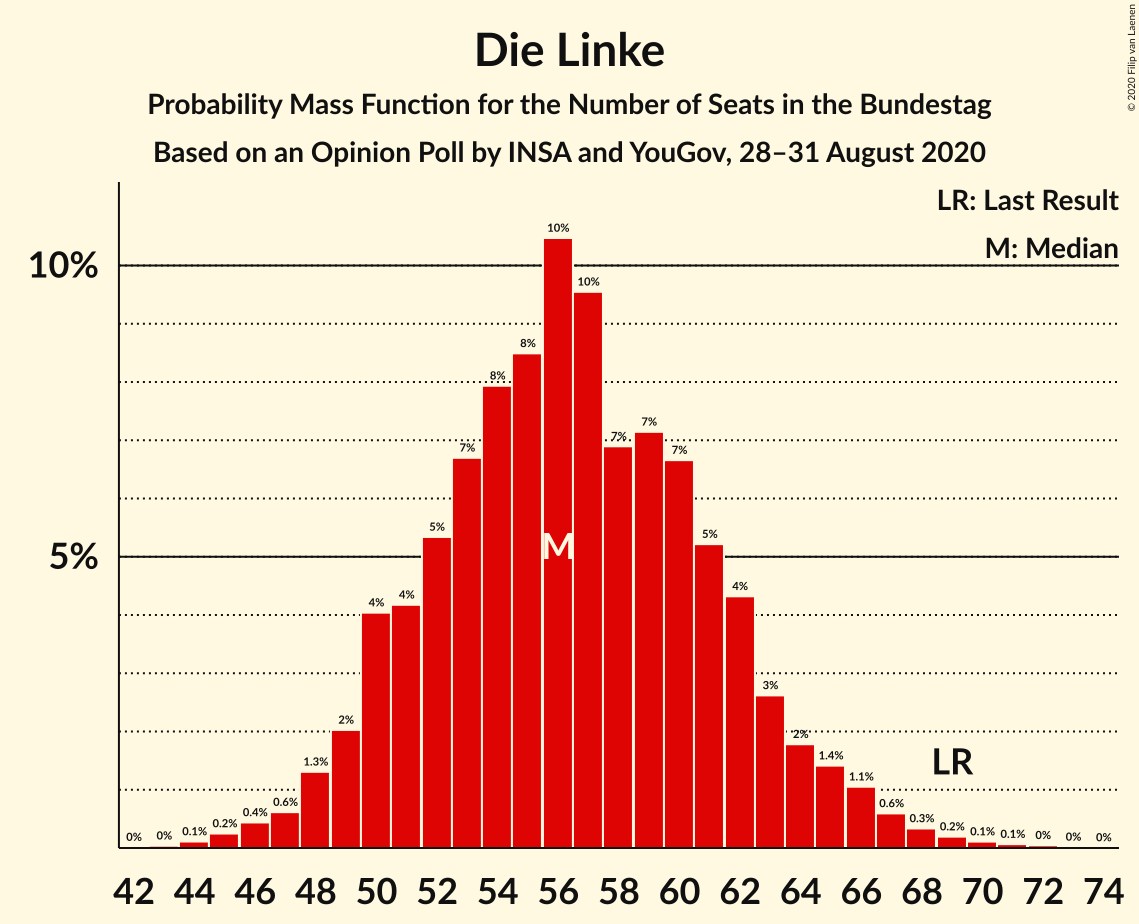 © 2020 Filip van Laenen
Die Linke
Probability Mass Function for the Number of Seats in the Bundestag
Based on an Opinion Poll by INSA and YouGov, 28–31 August 2020
LR: Last Result
M: Median
10%
5%
0% 0% 0.1% 0.2% 0.4% 0.6% 1.3% 2% 4% 4% 5% 7% 8% 8% 10% 10% 7% 7% 7% 5% 4% 3% 2% 1.4% 1.1% 0.6% 0.3% 0.2% 0.1% 0.1% 0% 0% 0%
M
LR
42 44 46 48 50 52 54 56 58 60 62 64 66 68 70 72 74